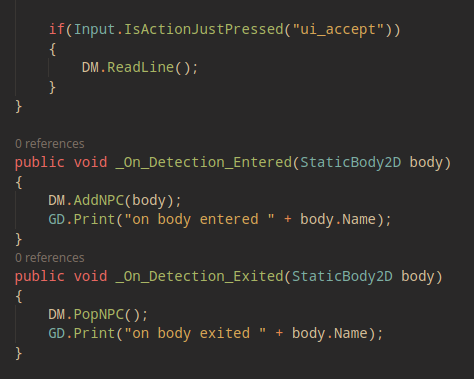 if(Input.IsActionJustPressed("ui_accept"))
{
DM.ReadLine();
}
}
0 references
public void _On_Detection_Entered(StaticBody2D body)
{
DM.AddNPC(body);
GD.Print("on body entered " + body.Name);
}
0 references
public void _On_Detection_Exited(StaticBody2D body)
{
DM.PopNPC();
GD.Print("on body exited " + body.Name);
}